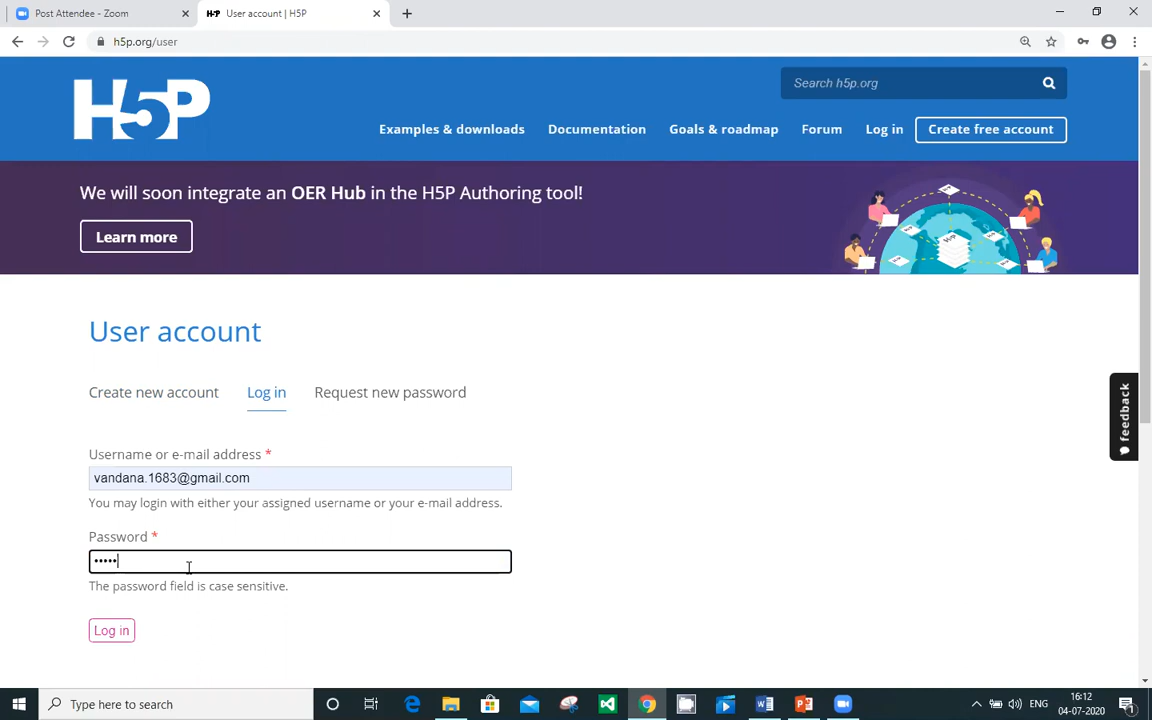 Post Attendee - Zoom
H5P User account | H5P
h5p.org/user
H5P
Search h5p.org
Examples & downloads Documentation Goals & roadmap Forum Log in Create free account
We will soon integrate an OER Hub in the H5P Authoring tool!
Learn more
User account
Create new account Log in Request new password
Username or e-mail address *
vandana.1683@gmail.com
You may login with either your assigned username or your e-mail address.
Password *
•••••
The password field is case sensitive.
Log in
feedback
Type here to search
ENG
16:12
04-07-2020